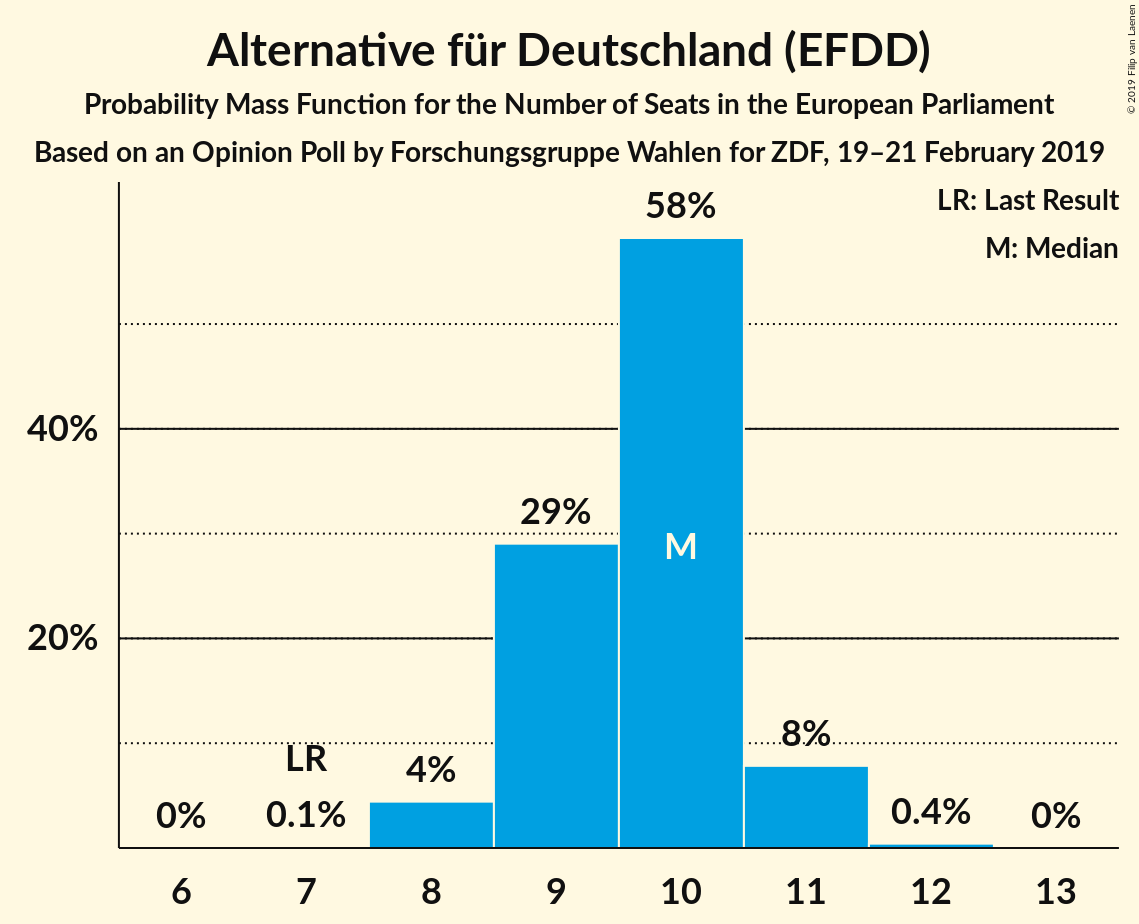 Alternative für Deutschland (EFDD)
Probability Mass Function for the Number of Seats in the European Parliament
Based on an Opinion Poll by Forschungsgruppe Wahlen for ZDF, 19–21 February 2019
© 2019 Filip van Laenen
LR: Last Result
M: Median
58%
40%
29%
M
20%
8%
LR
4%
0%
0.1%
0.4%
0%
6 7 8 9 10 11 12 13